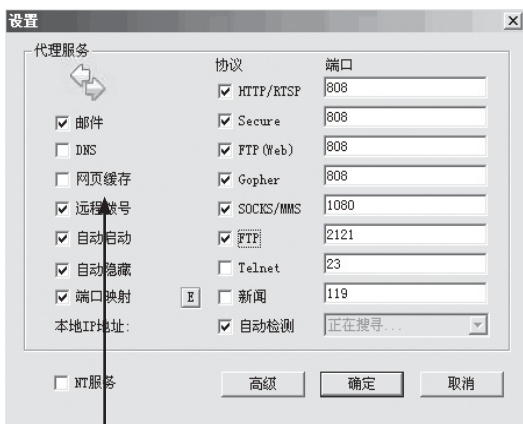 设置
代理服务
协议 端口
HTTP/RTSP 808
邮件 Secure 808
DNS FTP(Web) 808
网页缓存 Gopher 808
远程拨号 SOCKS/MMS 1080
自动启动 FTP 2121
自动隐藏 Telnet 23
端口映射 E 新闻 119
本地IP地址: 自动检测 正在搜寻...
NT服务 高级 确定 取消